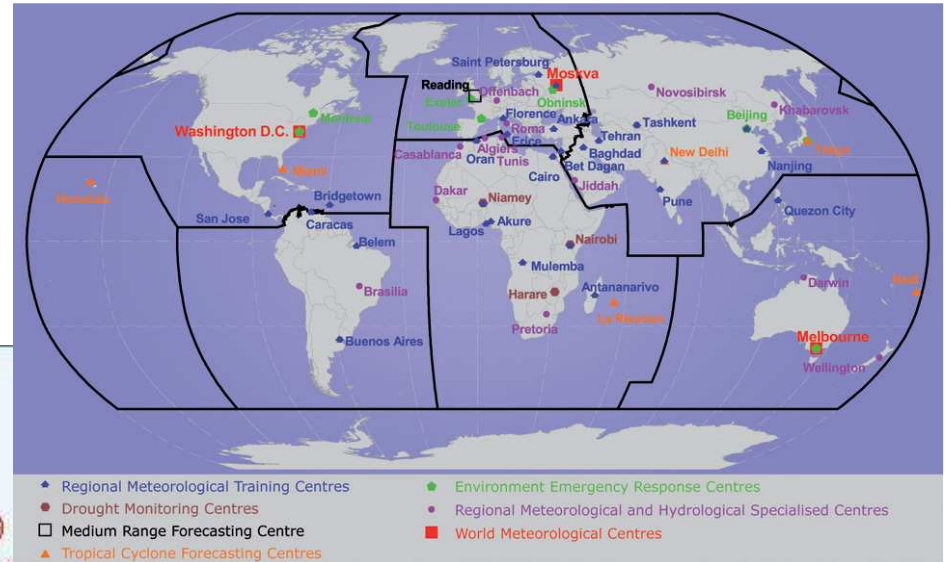 Saint Petersburg
Moskva
Reading
Offenbach
Novosibirsk
Exeter
Obninsk
Khabarovsk
Montreal
Florence
Ankara
Tashkent
Beijing
Washington D.C.
Toulouse
Roma
Tehran
Tokyo
Erice
Casablanca
Algiers
Baghdad
New Delhi
Oran
Tunis
Bet Dagan
Nanjing
Miami
Cairo
Honolulu
Jiddah
Dakar
Niamey
Pune
Bridgetown
Quezon City
San Jose
Caracas
Akure
Lagos
Belem
Nairobi
Mulemba
Brasilia
Antananarivo
Darwin
Harare
La Réunion
Pretoria
Melbourne
Buenos Aires
Wellington
Regional Meteorological Training Centres
Drought Monitoring Centres
Medium Range Forecasting Centre
Tropical Cyclone Forecasting Centres
Environment Emergency Response Centres
Regional Meteorological and Hydrological Specialised Centres
World Meteorological Centres